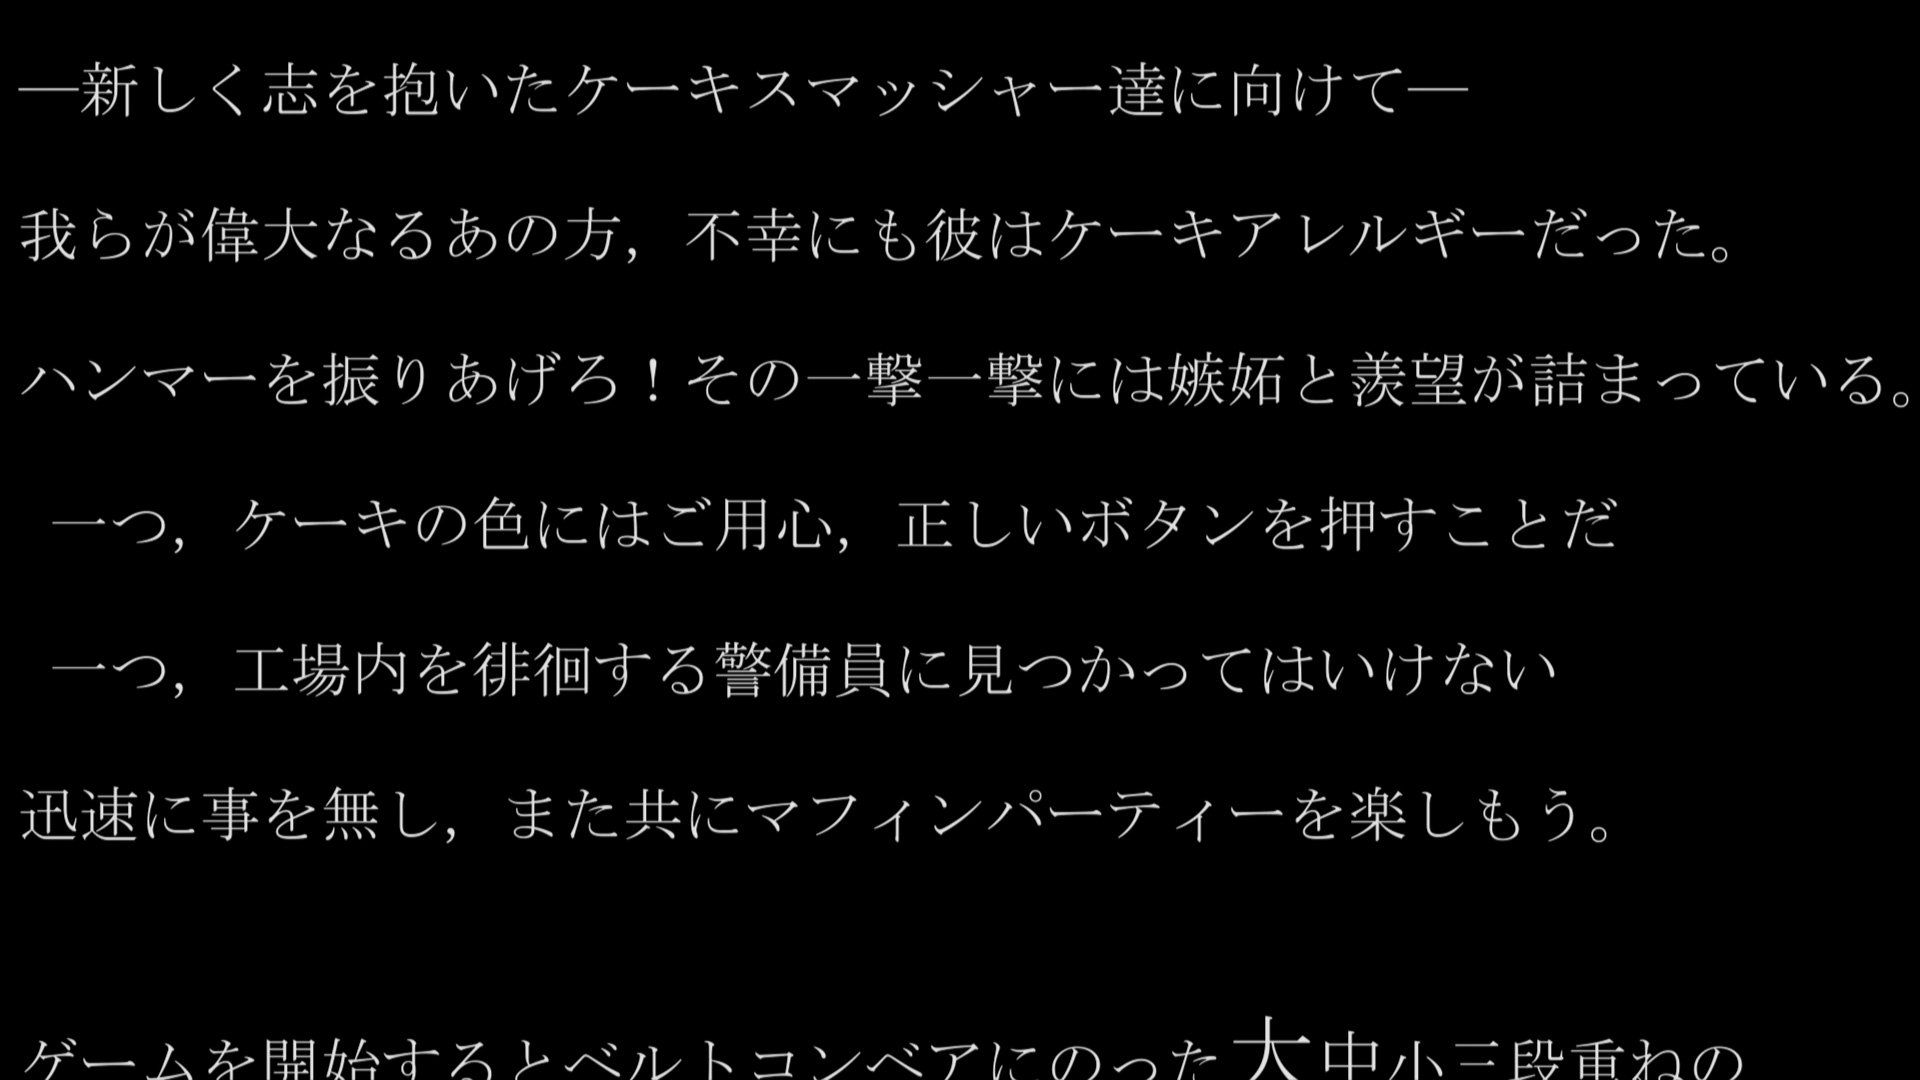 ―新しく志を抱いたケーキスマッシャー達に向けて―
我らが偉大なるあの方，不幸にも彼はケーキアレルギーだった。
ハンマーを振りあげろ！その一撃一撃には嫉妬と羨望が詰まっている。
一つ，ケーキの色にはご用心，正しいボタンを押すことだ
一つ，工場内を徘徊する警備員に見つかってはいけない
迅速に事を無し，また共にマフィンパーティーを楽しもう。
ゲームを開始するとベルトコンベアにのった大中小三段重ねの